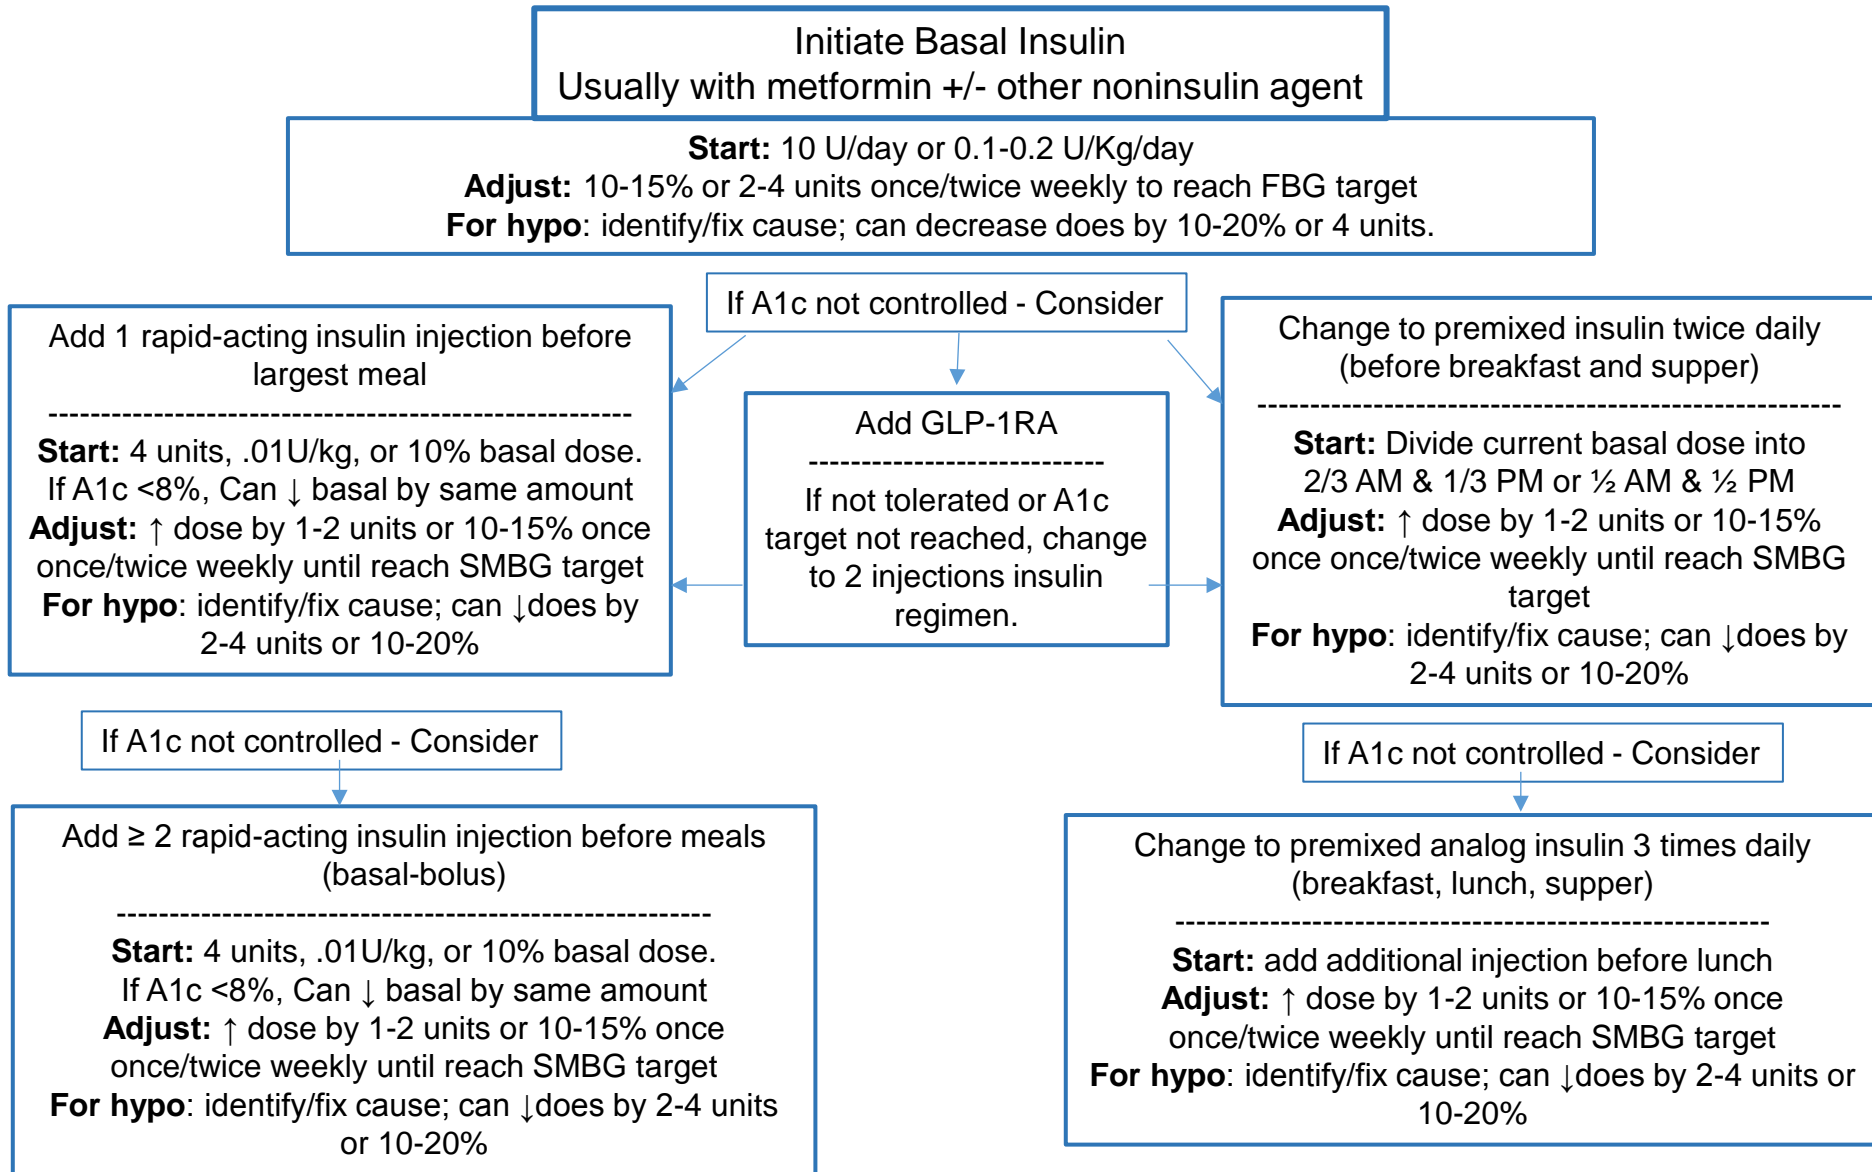 Initiate Basal Insulin
Usually with metformin +/- other noninsulin agent
Start: 10 U/day or 0.1-0.2 U/Kg/day
Adjust: 10-15% or 2-4 units once/twice weekly to reach FBG target
For hypo: identify/fix cause; can decrease does by 10-20% or 4 units.
If A1c not controlled - Consider
Add 1 rapid-acting insulin injection before
largest meal
-------------------------------------------------------
Start: 4 units, .01U/kg, or 10% basal dose.
If A1c <8%, Can ↓ basal by same amount
Adjust: ↑ dose by 1-2 units or 10-15% once
once/twice weekly until reach SMBG target
For hypo: identify/fix cause; can ↓does by
2-4 units or 10-20%
Add GLP-1RA
----------------------------
If not tolerated or A1c
target not reached, change
to 2 injections insulin
regimen.
Change to premixed insulin twice daily
(before breakfast and supper)
-------------------------------------------------------
Start: Divide current basal dose into
2/3 AM & 1/3 PM or ½ AM & ½ PM
Adjust: ↑ dose by 1-2 units or 10-15%
once once/twice weekly until reach SMBG
target
For hypo: identify/fix cause; can ↓does by
2-4 units or 10-20%
If A1c not controlled - Consider
Add ≥ 2 rapid-acting insulin injection before meals
(basal-bolus)
--------------------------------------------------------
Start: 4 units, .01U/kg, or 10% basal dose.
If A1c <8%, Can ↓ basal by same amount
Adjust: ↑ dose by 1-2 units or 10-15% once
once/twice weekly until reach SMBG target
For hypo: identify/fix cause; can ↓does by 2-4 units
or 10-20%
If A1c not controlled - Consider
Change to premixed analog insulin 3 times daily
(breakfast, lunch, supper)
--------------------------------------------------------
Start: add additional injection before lunch
Adjust: ↑ dose by 1-2 units or 10-15% once
once/twice weekly until reach SMBG target
For hypo: identify/fix cause; can ↓does by 2-4 units or
10-20%